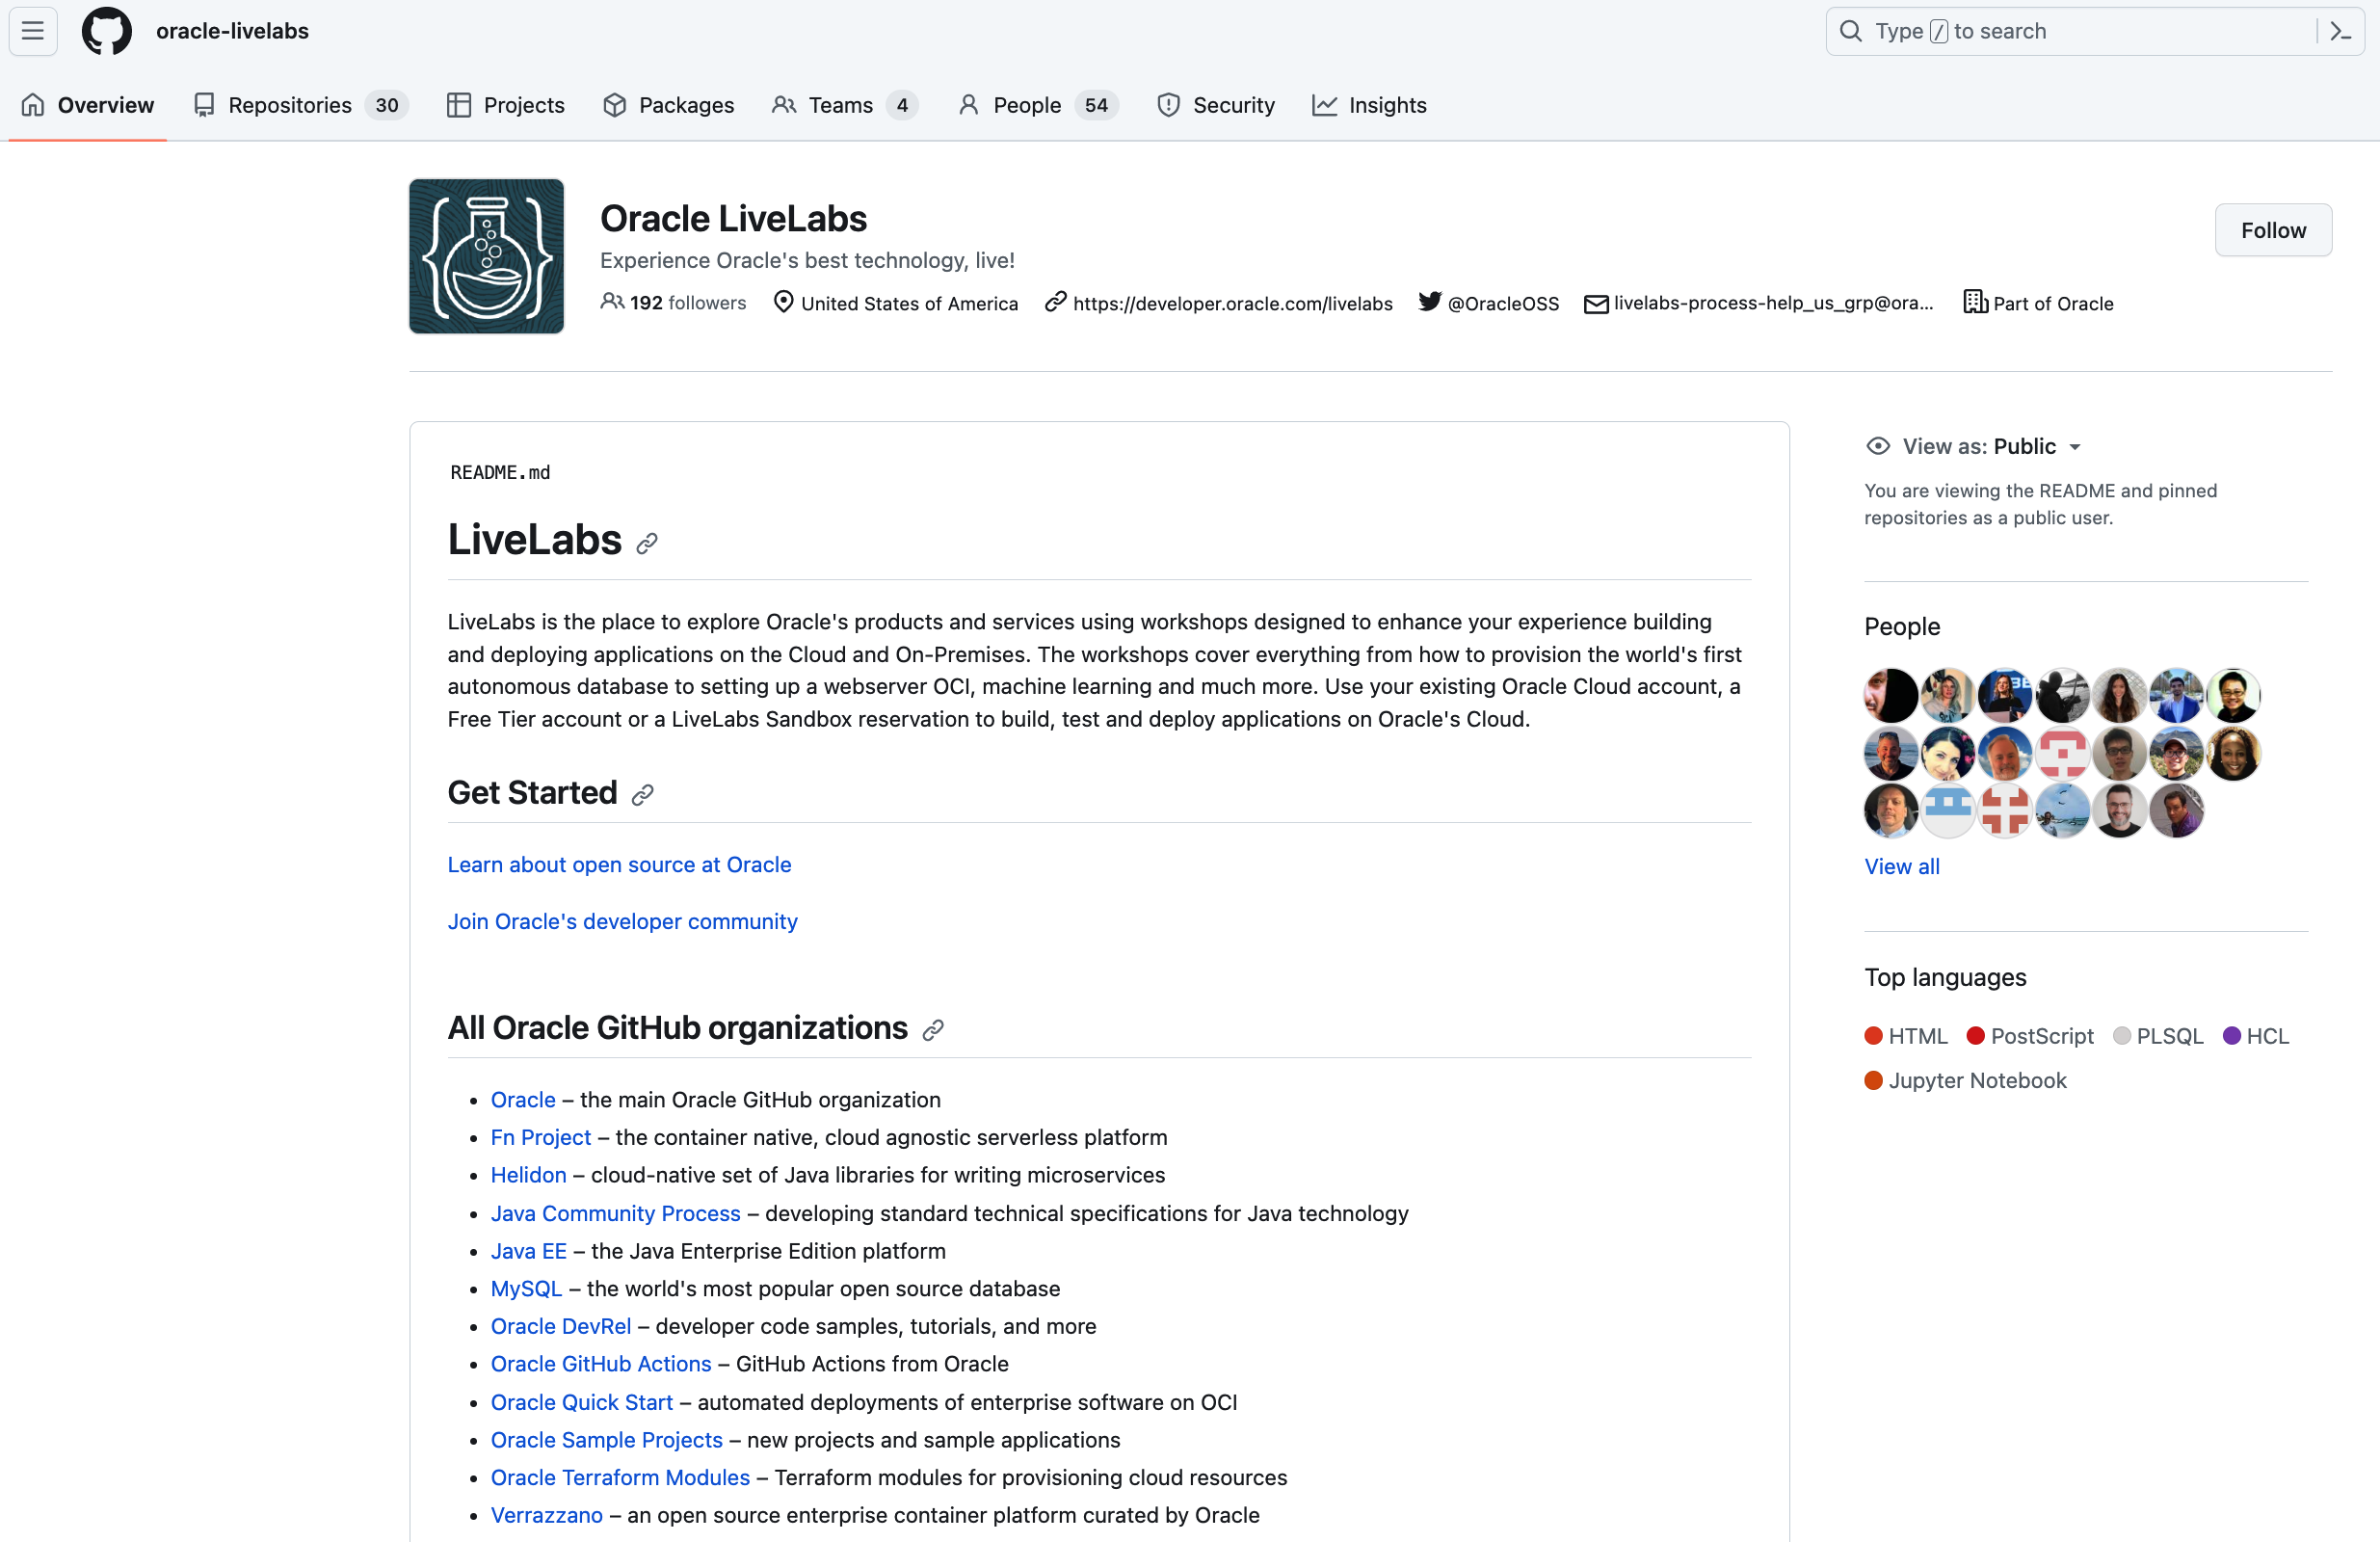 oracle-livelabs
Type / to search
Overview
Repositories 30
Projects
Packages
Teams 4
People 54
Security
Insights
Oracle LiveLabs
Experience Oracle's best technology, live!
192 followers
United States of America
https://developer.oracle.com/livelabs
@OracleOSS
livelabs-process-help_us_grp@ora...
Part of Oracle
Follow
README.md
LiveLabs
LiveLabs is the place to explore Oracle's products and services using workshops designed to enhance your experience building
and deploying applications on the Cloud and On-Premises. The workshops cover everything from how to provision the world's first
autonomous database to setting up a webserver OCI, machine learning and much more. Use your existing Oracle Cloud account, a
Free Tier account or a LiveLabs Sandbox reservation to build, test and deploy applications on Oracle's Cloud.
Get Started
Learn about open source at Oracle
Join Oracle's developer community
All Oracle GitHub organizations
• Oracle – the main Oracle GitHub organization
• Fn Project – the container native, cloud agnostic serverless platform
• Helidon – cloud-native set of Java libraries for writing microservices
• Java Community Process – developing standard technical specifications for Java technology
• Java EE – the Java Enterprise Edition platform
• MySQL – the world's most popular open source database
• Oracle DevRel – developer code samples, tutorials, and more
• Oracle GitHub Actions – GitHub Actions from Oracle
• Oracle Quick Start – automated deployments of enterprise software on OCI
• Oracle Sample Projects – new projects and sample applications
• Oracle Terraform Modules – Terraform modules for provisioning cloud resources
• Verrazzano – an open source enterprise container platform curated by Oracle
View as: Public
You are viewing the README and pinned
repositories as a public user.
People
View all
Top languages
HTML PostScript PLSQL HCL
Jupyter Notebook